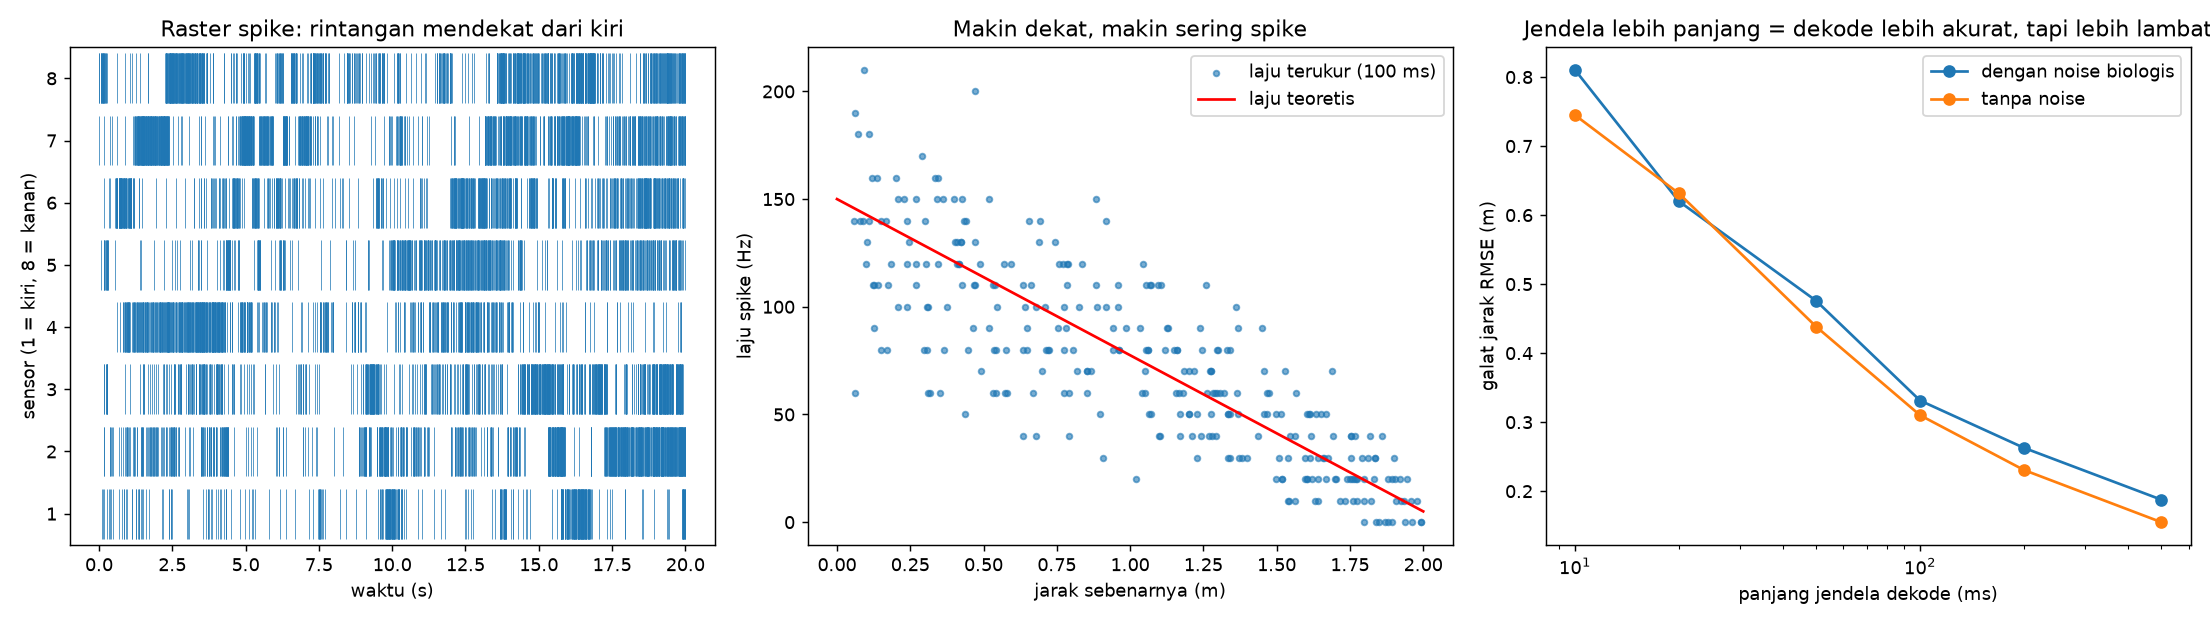 Raster spike: rintangan mendekat dari kiri
sensor (1 = kiri, 8 = kanan)
8
7
6
5
4
3
2
1
0.0 2.5 5.0 7.5 10.0 12.5 15.0 17.5 20.0
waktu (s)
Makin dekat, makin sering spike
laju terukur (100 ms)
laju teoretis
laju spike (Hz)
200
150
100
50
0
0.00 0.25 0.50 0.75 1.00 1.25 1.50 1.75 2.00
jarak sebenarnya (m)
Jendela lebih panjang = dekode lebih akurat, tapi lebih lambat
dengan noise biologis
tanpa noise
galat jarak RMSE (m)
0.8
0.7
0.6
0.5
0.4
0.3
0.2
10¹ 10²
panjang jendela dekode (ms)